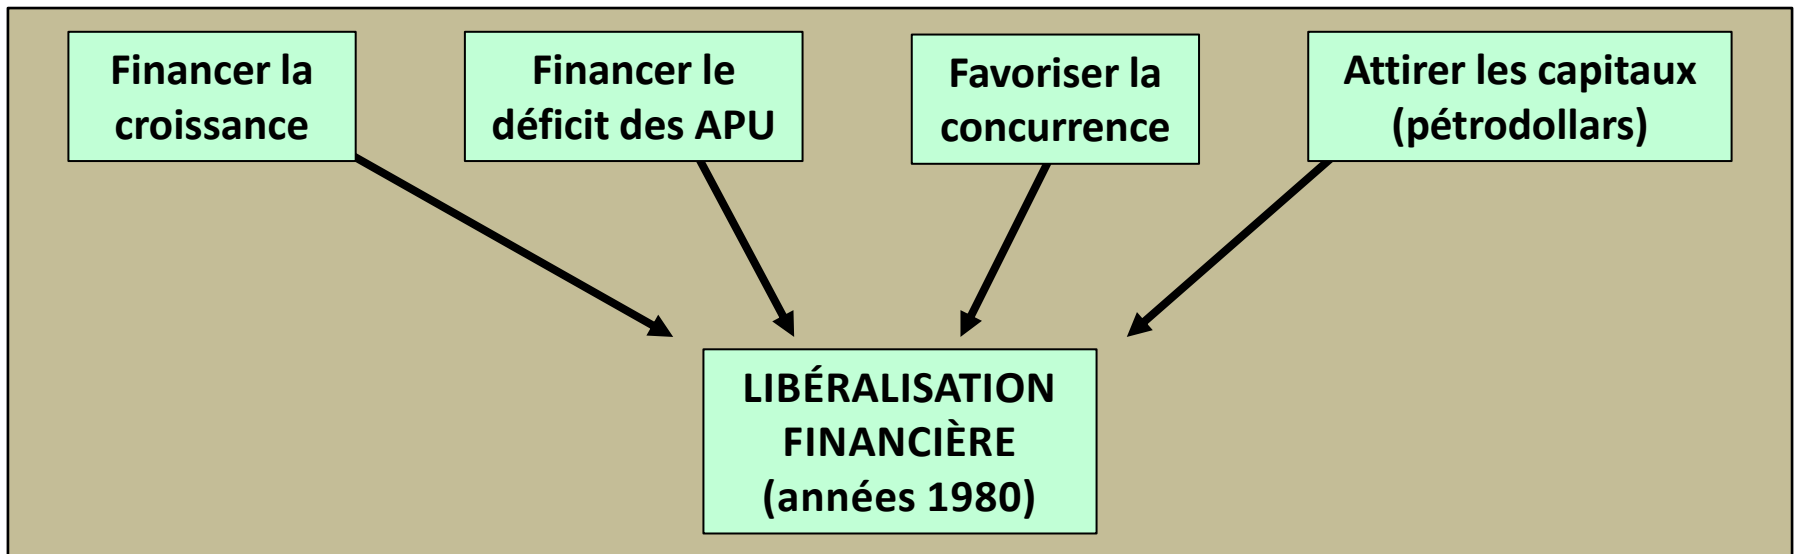 Financer la
croissance
Financer le
déficit des APU
Favoriser la
concurrence
Attirer les capitaux
(pétrodollars)
LIBÉRALISATION
FINANCIÈRE
(années 1980)